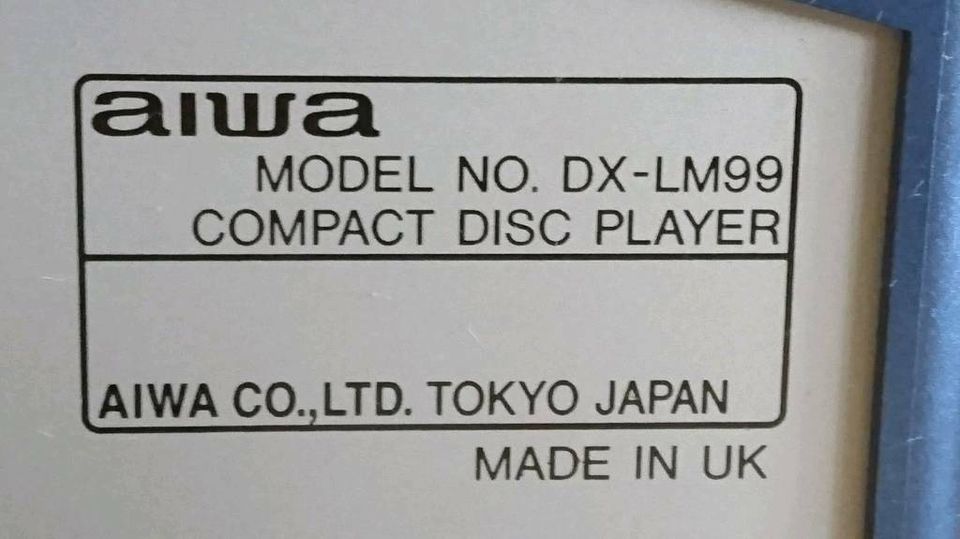 aiwa
MODEL NO. DX-LM99
COMPACT DISC PLAYER
AIWA CO.,LTD. TOKYO JAPAN
MADE IN UK